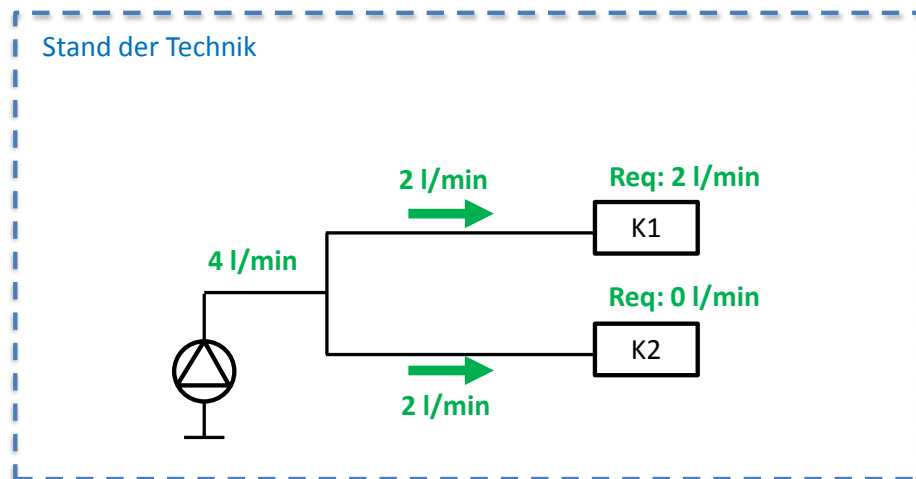 Stand der Technik
2 l/min
Req: 2 l/min
K1
4 l/min
Req: 0 l/min
K2
2 l/min